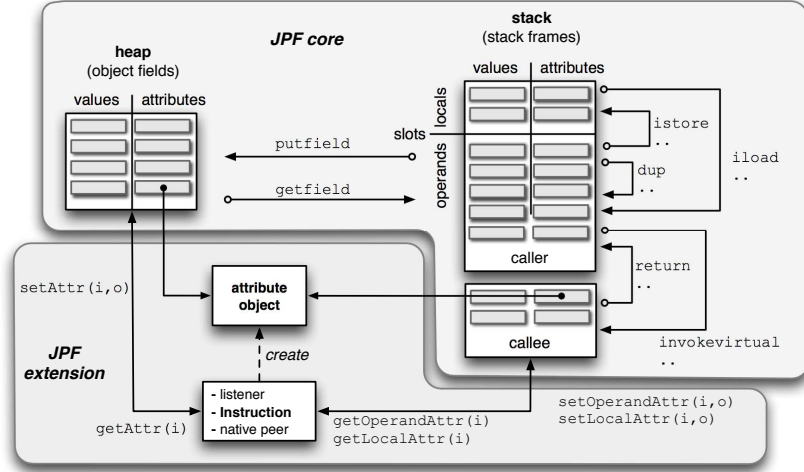 JPF core
heap
(object fields)
values attributes
stack
(stack frames)
values attributes
slots
locals
operands
putfield
getfield
istore
..
dup
..
iload
..
caller
return
..
invokevirtual
..
callee
setAttr(i,o)
attribute
object
create
JPF
extension
- listener
- Instruction
- native peer
getAttr(i)
getOperandAttr(i)
getLocalAttr(i)
setOperandAttr(i,o)
setLocalAttr(i,o)